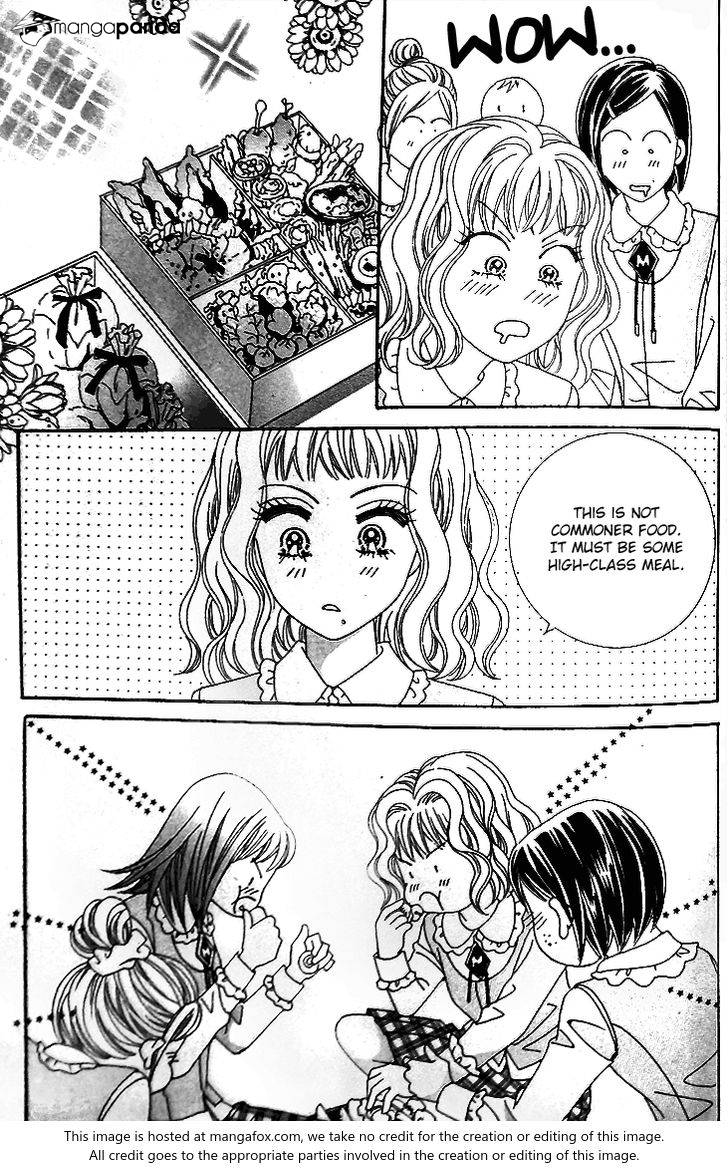 mangapanda
WOW...
M
THIS IS NOT
COMMONER FOOD.
IT MUST BE SOME
HIGH-CLASS MEAL.
M
This image is hosted at mangafox.com, we take no credit for the creation or editing of this image.
All credit goes to the appropriate parties involved in the creation or editing of this image.